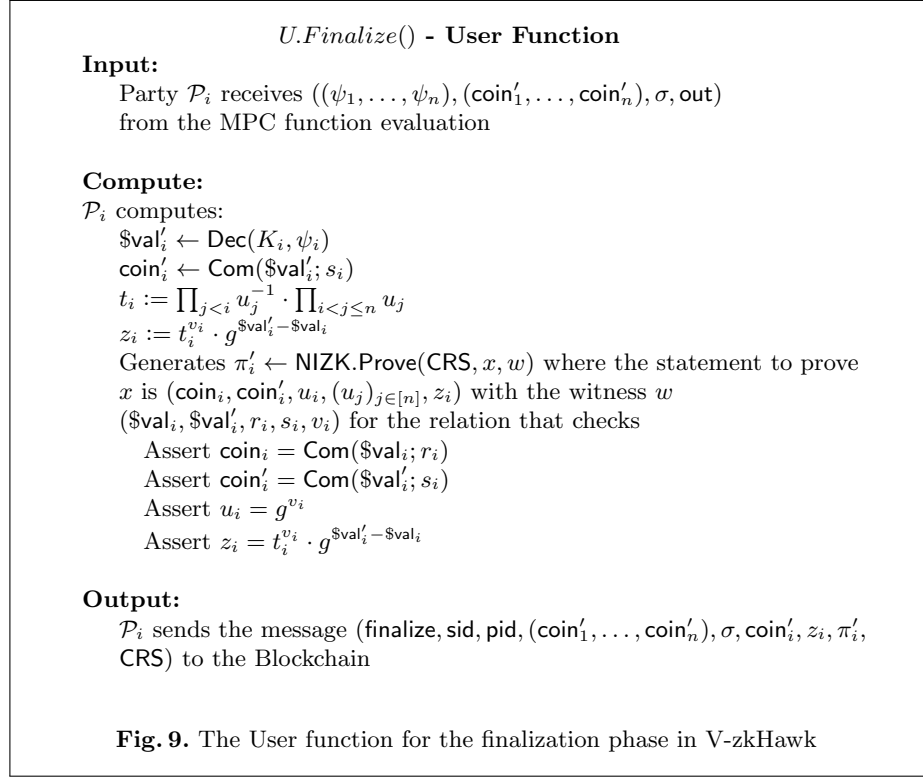 U.Finalize() - User Function
Input:
Party 𝒫ᵢ receives ((ψ₁, . . . , ψₙ), (coin′₁, . . . , coin′ₙ), σ, out)
from the MPC function evaluation
Compute:
𝒫ᵢ computes:
$val′ᵢ ← Dec(Kᵢ, ψᵢ)
coin′ᵢ ← Com($val′ᵢ; sᵢ)
tᵢ := ∏_{j<i} u_j^{-1} · ∏_{i<j≤n} u_j
zᵢ := tᵢ^{vᵢ} · g^{$val′ᵢ−$valᵢ}
Generates π′ᵢ ← NIZK.Prove(CRS, x, w) where the statement to prove
x is (coinᵢ, coin′ᵢ, uᵢ, (u_j)_{j∈[n]}, zᵢ) with the witness w
($valᵢ, $val′ᵢ, rᵢ, sᵢ, vᵢ) for the relation that checks
Assert coinᵢ = Com($valᵢ; rᵢ)
Assert coin′ᵢ = Com($val′ᵢ; sᵢ)
Assert uᵢ = g^{vᵢ}
Assert zᵢ = tᵢ^{vᵢ} · g^{$val′ᵢ−$valᵢ}
Output:
𝒫ᵢ sends the message (finalize, sid, pid, (coin′₁, . . . , coin′ₙ), σ, coin′ᵢ, zᵢ, π′ᵢ,
CRS) to the Blockchain
Fig. 9. The User function for the finalization phase in V-zkHawk